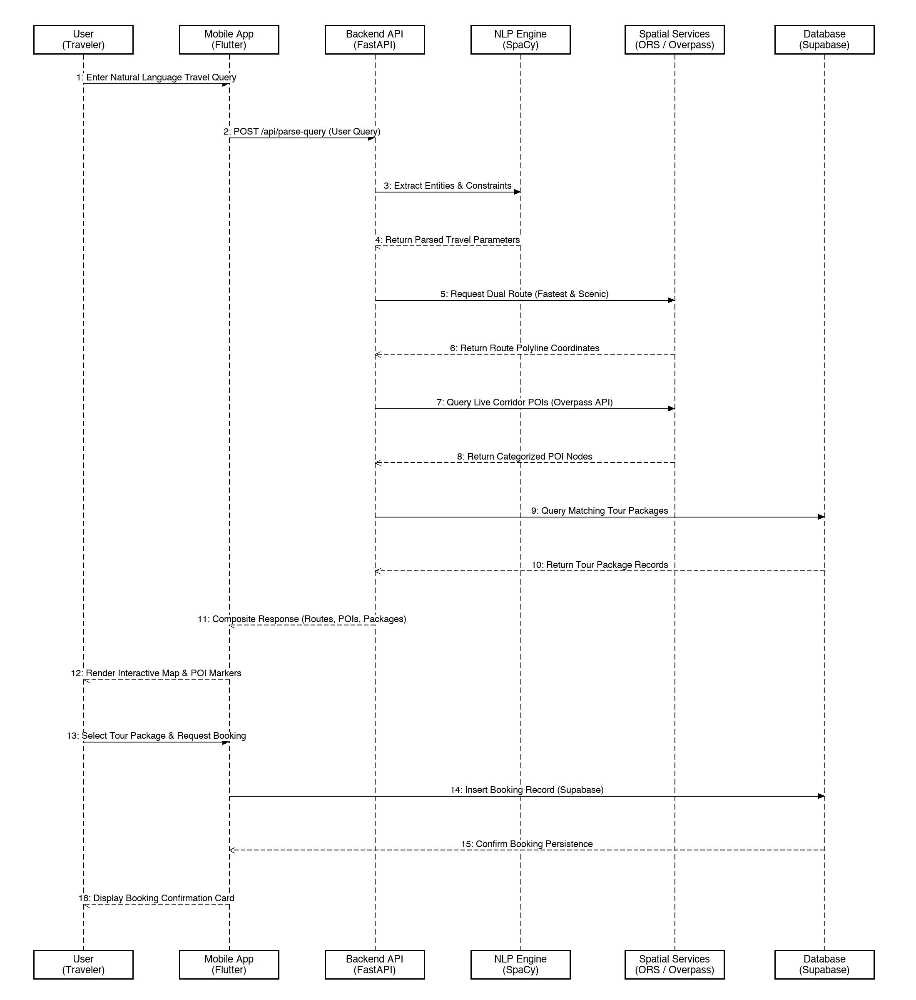 User
(Traveler)
Mobile App
(Flutter)
Backend API
(FastAPI)
NLP Engine
(SpaCy)
Spatial Services
(ORS / Overpass)
Database
(Supabase)
1: Enter Natural Language Travel Query
2: POST /api/parse-query (User Query)
3: Extract Entities & Constraints
4: Return Parsed Travel Parameters
5: Request Dual Route (Fastest & Scenic)
6: Return Route Polyline Coordinates
7: Query Live Corridor POIs (Overpass API)
8: Return Categorized POI Nodes
9: Query Matching Tour Packages
10: Return Tour Package Records
11: Composite Response (Routes, POIs, Packages)
12: Render Interactive Map & POI Markers
13: Select Tour Package & Request Booking
14: Insert Booking Record (Supabase)
15: Confirm Booking Persistence
16: Display Booking Confirmation Card
User
(Traveler)
Mobile App
(Flutter)
Backend API
(FastAPI)
NLP Engine
(SpaCy)
Spatial Services
(ORS / Overpass)
Database
(Supabase)